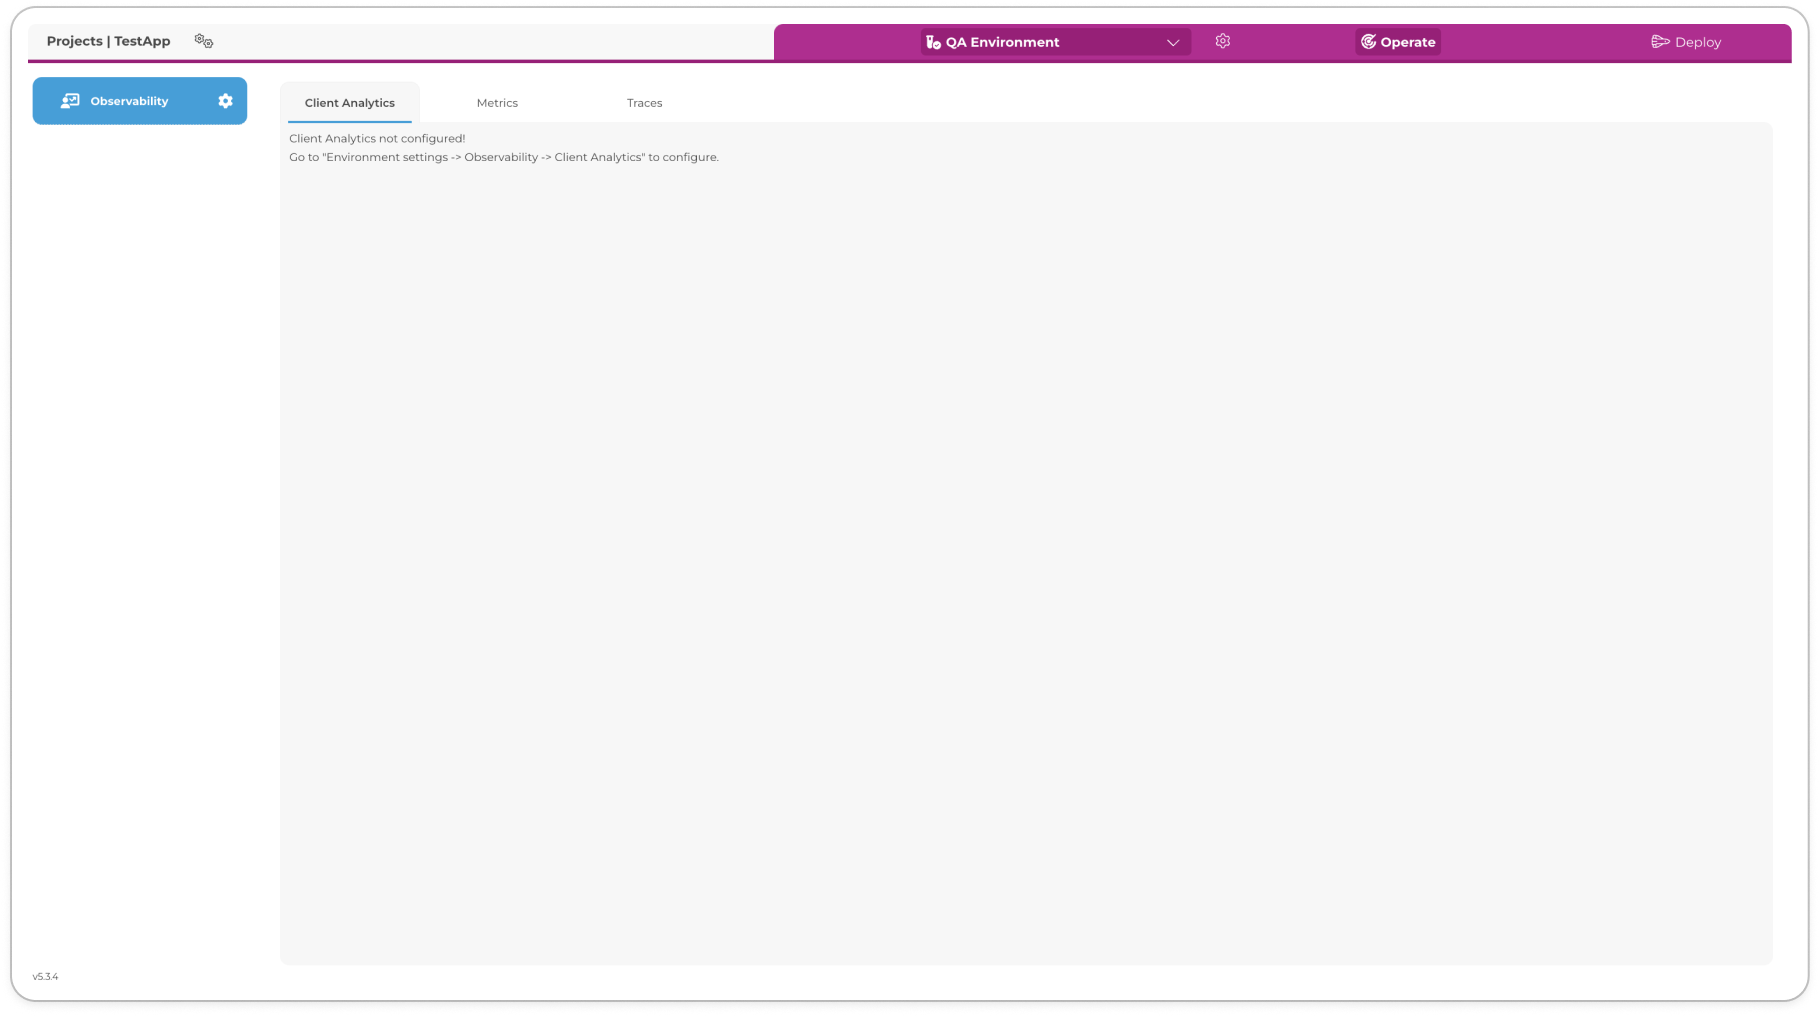 Projects | TestApp
QA Environment
Operate
Deploy
Observability
Client Analytics
Metrics
Traces
Client Analytics not configured!
Go to "Environment settings -> Observability -> Client Analytics" to configure.
v5.3.4